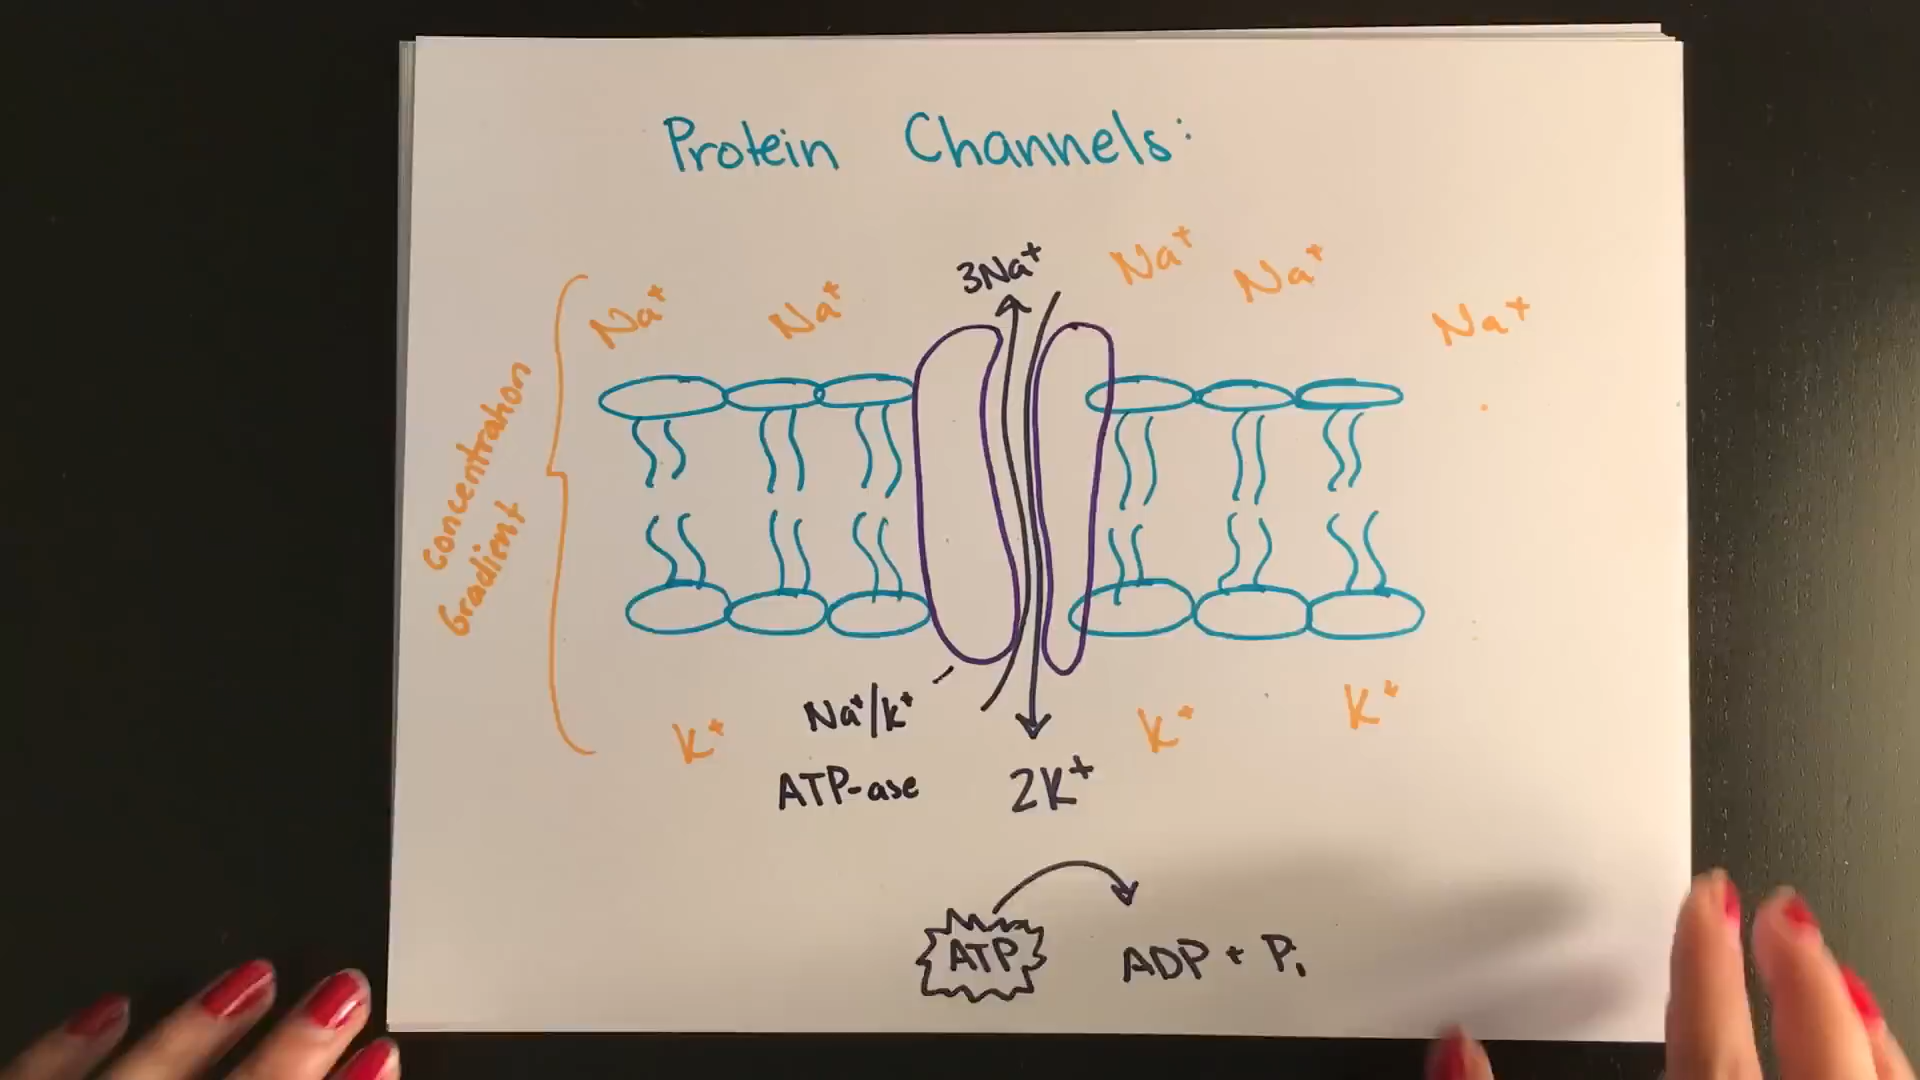 Protein Channels:
3Na⁺
Na⁺
Na⁺
Na⁺
Na⁺
Na⁺
Concentration
Gradient
K⁺
Na⁺/K⁺
ATP-ase
2K⁺
K⁺
K⁺
ATP
ADP + Pi